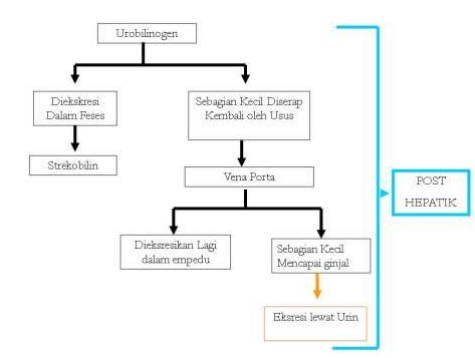 Urobilinogen
Diekskresi
Dalam Feses
Sebagian Kecil Diserap
Kembali oleh Usus
Strekobilin
Vena Porta
POST
HEPATIK
Dieksresikan Lagi
dalam empedu
Sebagian Kecil
Mencapai ginjal
Eksresi lewat Urin